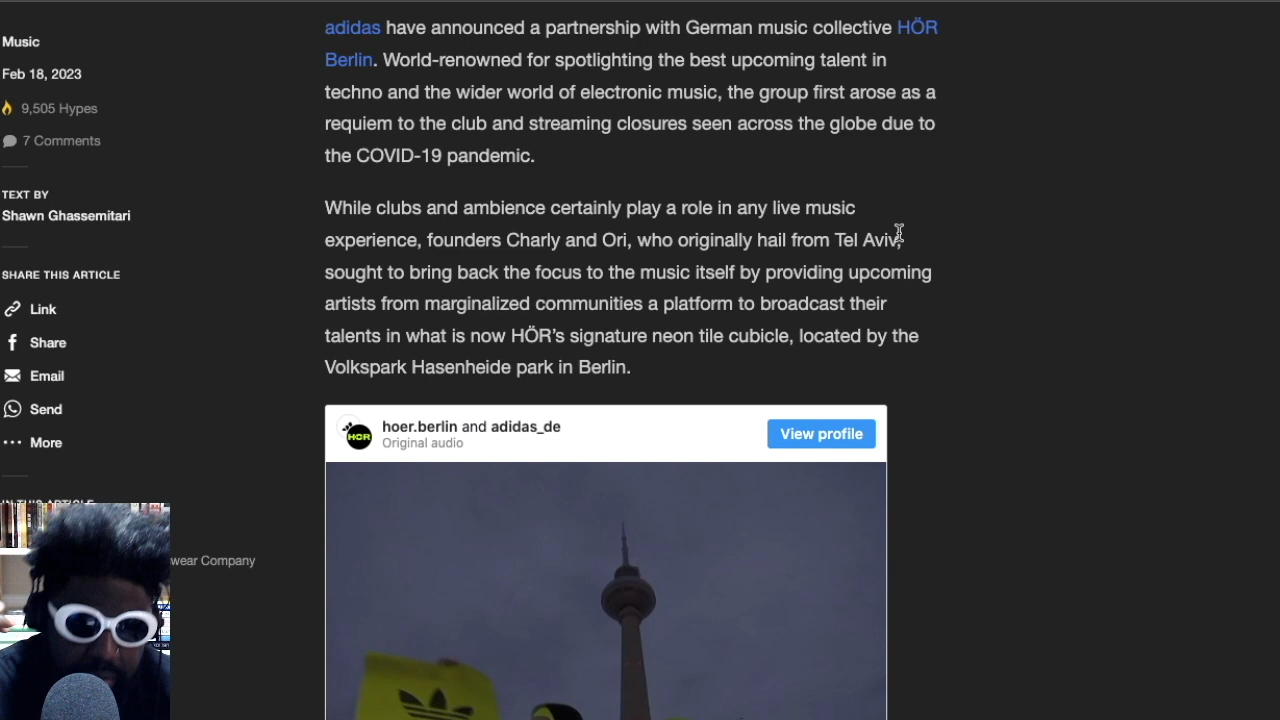 Music
Feb 18, 2023
9,505 Hypes
7 Comments
TEXT BY
Shawn Ghassemitari
SHARE THIS ARTICLE
Link
Share
Email
Send
More
IN THIS ARTICLE
wear Company
adidas have announced a partnership with German music collective HÖR
Berlin. World-renowned for spotlighting the best upcoming talent in
techno and the wider world of electronic music, the group first arose as a
requiem to the club and streaming closures seen across the globe due to
the COVID-19 pandemic.
While clubs and ambience certainly play a role in any live music
experience, founders Charly and Ori, who originally hail from Tel Aviv,
sought to bring back the focus to the music itself by providing upcoming
artists from marginalized communities a platform to broadcast their
talents in what is now HÖR’s signature neon tile cubicle, located by the
Volkspark Hasenheide park in Berlin.
HÖR
hoer.berlin and adidas_de
Original audio
View profile